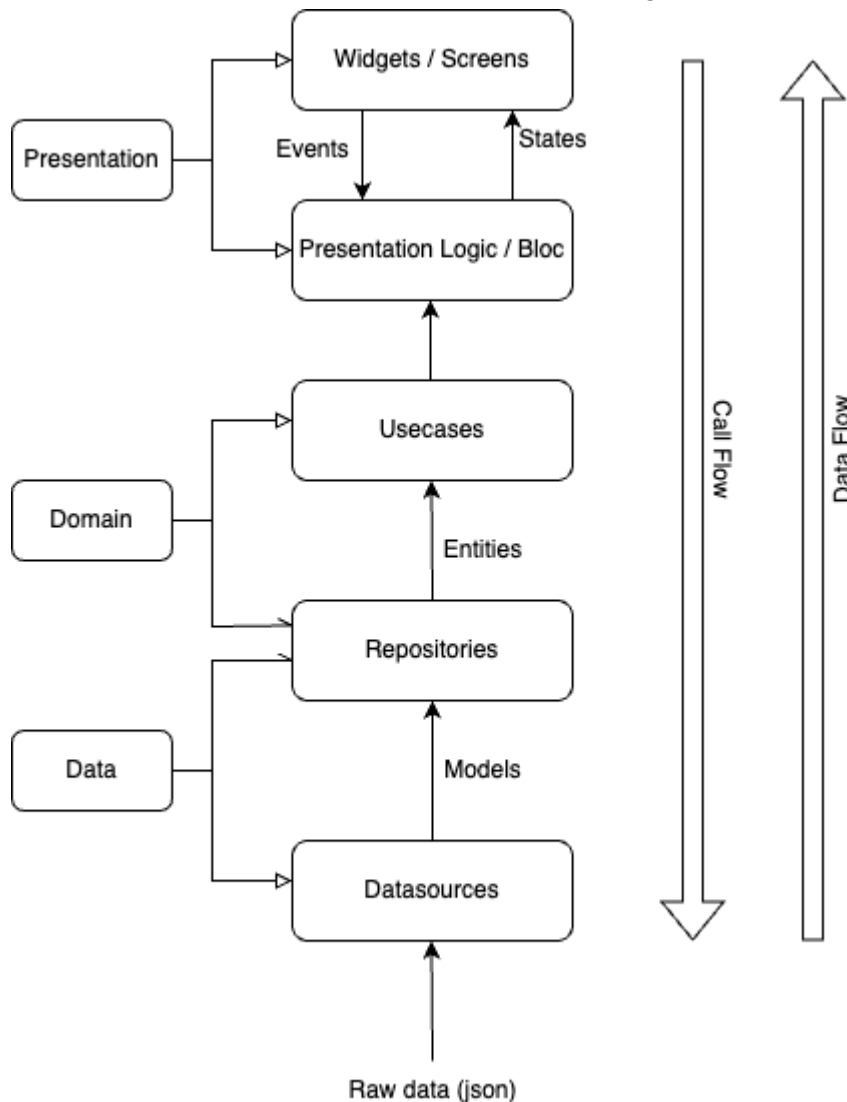 Widgets / Screens
Presentation
Events
States
Presentation Logic / Bloc
Usecases
Domain
Entities
Repositories
Data
Models
Datasources
Raw data (json)
Call Flow
Data Flow